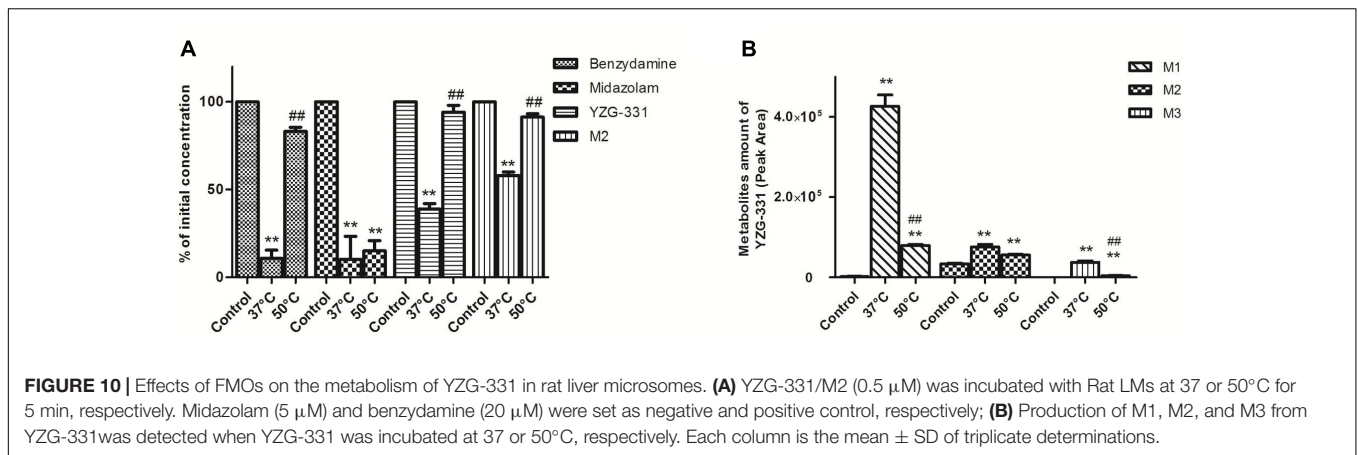 A
% of initial concentration
100
50
0
** ## ** ** ** ## ** ##
Control 37°C 50°C Control 37°C 50°C Control 37°C 50°C Control 37°C 50°C
Benzydamine
Midazolam
YZG-331
M2
B
Metabolites amount of
YZG-331 (Peak Area)
4.0×10⁵
2.0×10⁵
0
** ## ** ** ** ** ## **
Control 37°C 50°C Control 37°C 50°C Control 37°C 50°C
M1
M2
M3
FIGURE 10 | Effects of FMOs on the metabolism of YZG-331 in rat liver microsomes. (A) YZG-331/M2 (0.5 μM) was incubated with Rat LMs at 37 or 50°C for
5 min, respectively. Midazolam (5 μM) and benzydamine (20 μM) were set as negative and positive control, respectively; (B) Production of M1, M2, and M3 from
YZG-331was detected when YZG-331 was incubated at 37 or 50°C, respectively. Each column is the mean ± SD of triplicate determinations.